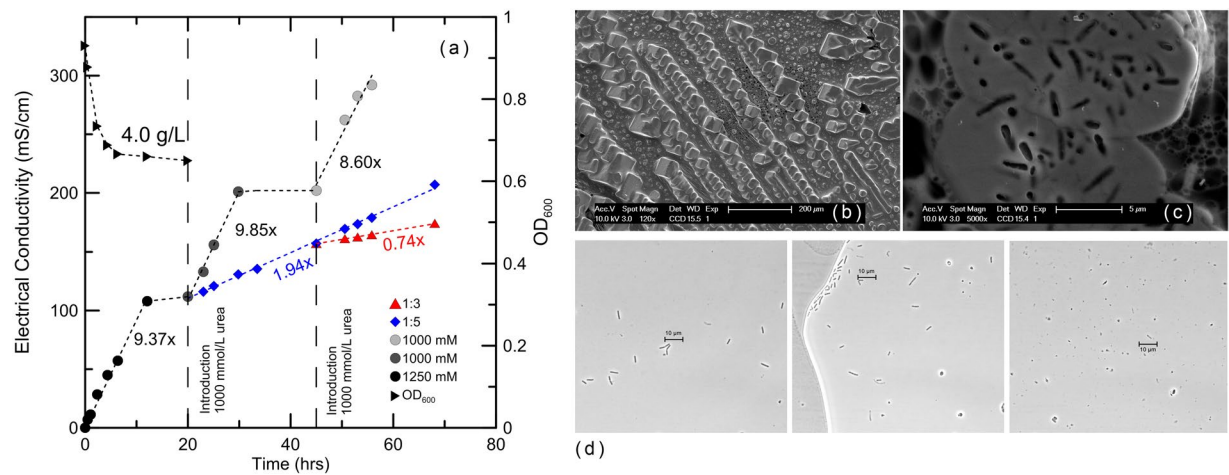 (a)
Electrical Conductivity (mS/cm)
300
200
100
0
1
0.8
0.6
0.4
0.2
0
OD600
4.0 g/L
9.37x
9.85x
8.60x
1.94x
0.74x
Introduction
1000 mmol/L urea
Introduction
1000 mmol/L urea
1:3
1:5
1000 mM
1000 mM
1250 mM
OD600
0 20 40 60 80
Time (hrs)
Acc.V Spot Magn Det WD Exp
10.0 kV 3.0 120x CCD 15.5 1
200 µm
(b)
Acc.V Spot Magn Det WD Exp
10.0 kV 3.0 5000x CCD 15.4 1
5 µm
(c)
10 µm
10 µm
10 µm
(d)